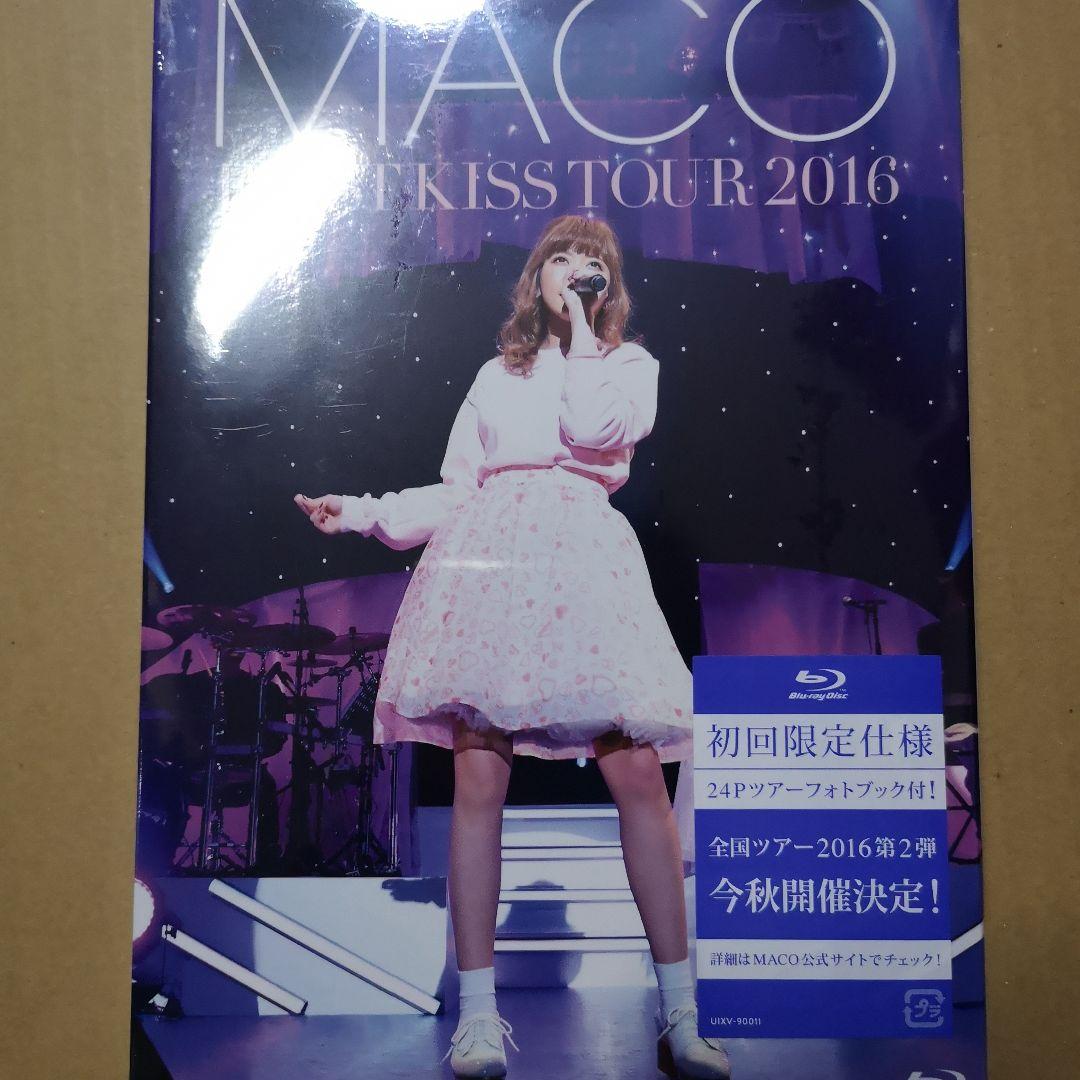 MACO
EKISS TOUR 2016
Blu-ray Disc
初回限定仕様
24Pツアーフォトブック付!
全国ツアー2016第2弾
今秋開催決定!
詳細はMACO公式サイトでチェック!
プラ
UIXV-90011